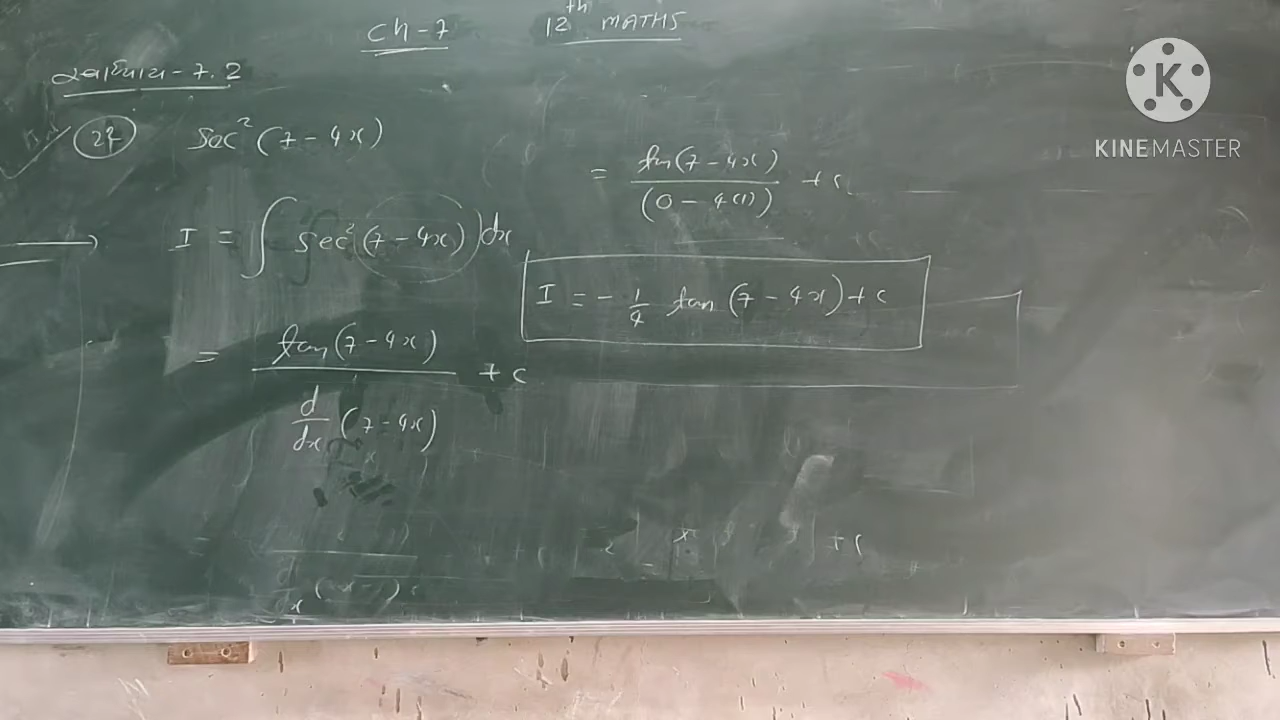 Ch-7 12th MATHS
સ્વાધ્યાય-7.2
22 sec²(7-4x)
I = ∫ sec²(7-4x)dx
= tan(7-4x) / d/dx (7-4x) + c
= tan(7-4x) / (0-4(1)) + c
I = - 1/4 tan (7-4x)+c
K
KINEMASTER